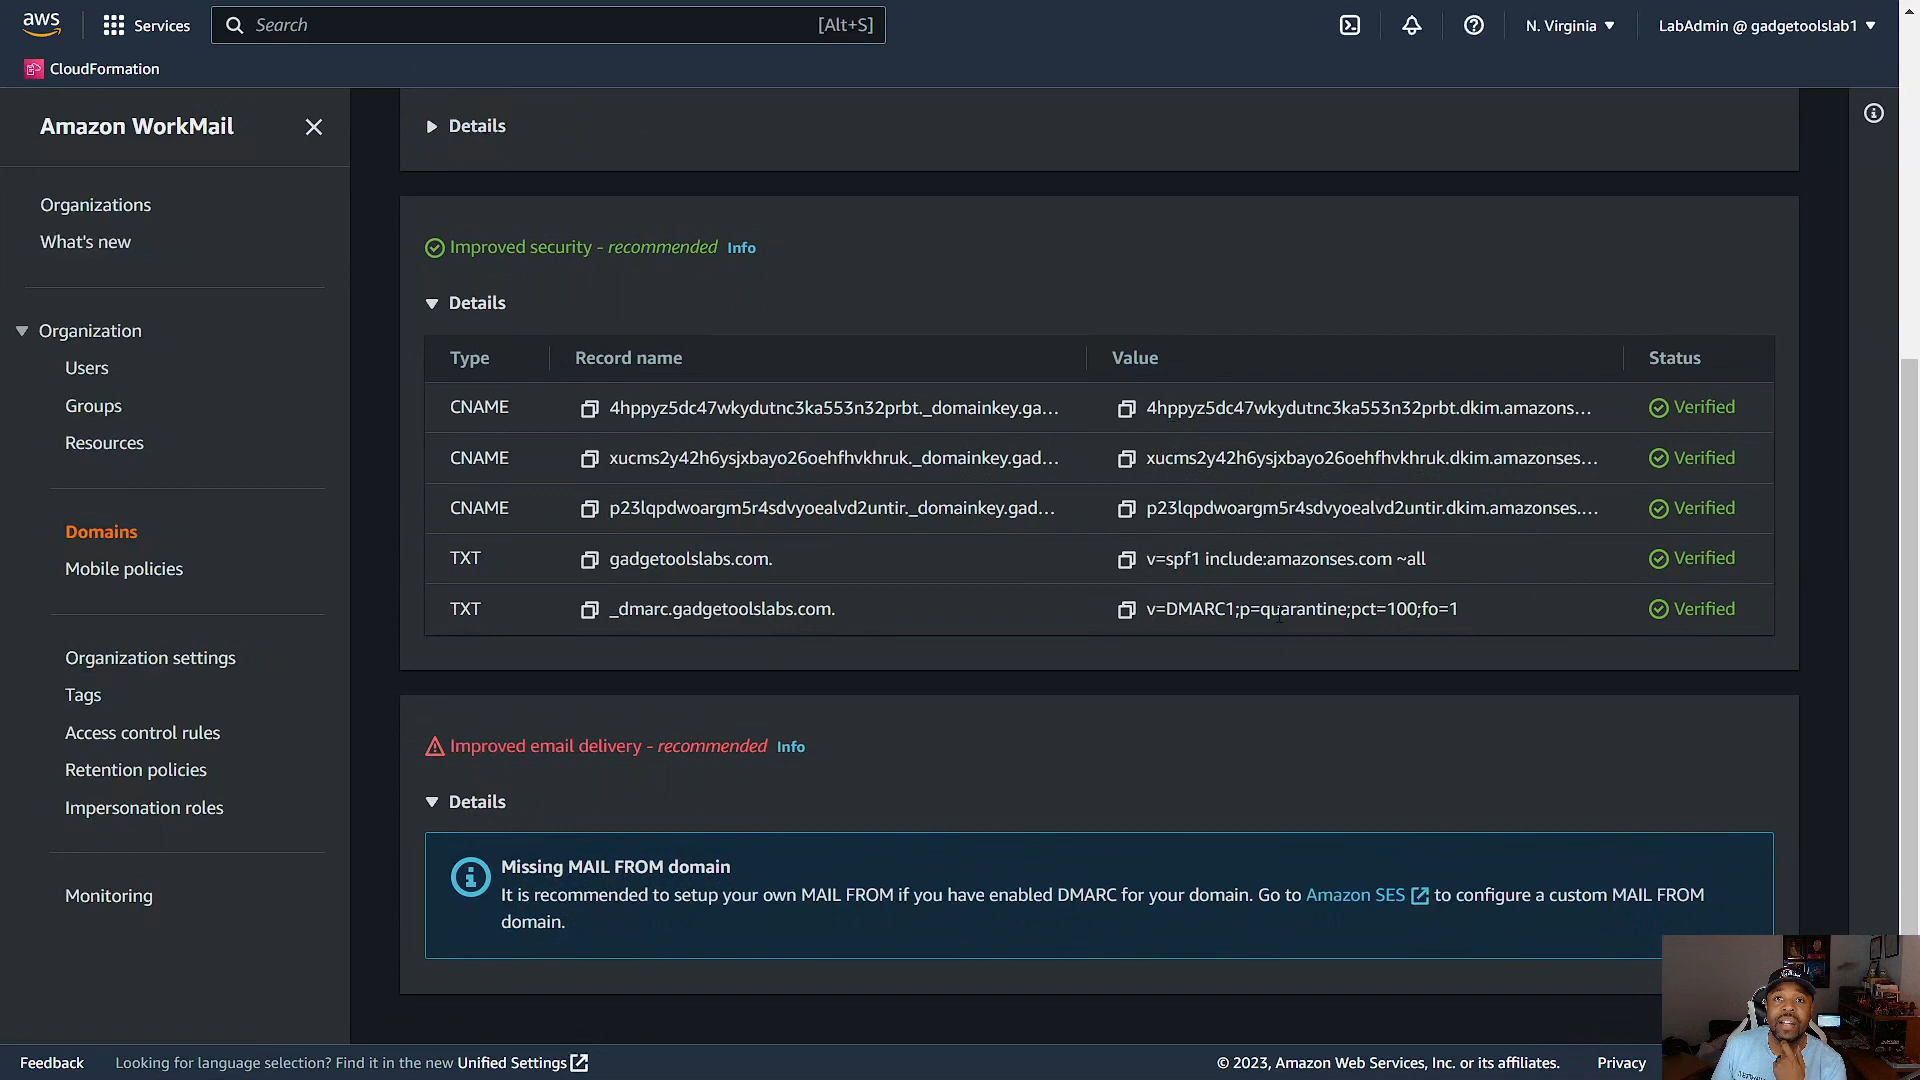 aws
Services
Search
[Alt+S]
N. Virginia
LabAdmin @ gadgetoolslab1
CloudFormation
Amazon WorkMail
Organizations
What's new
Organization
Users
Groups
Resources
Domains
Mobile policies
Organization settings
Tags
Access control rules
Retention policies
Impersonation roles
Monitoring
Details
Improved security - recommended Info
Details
Type Record name Value Status
CNAME 4hppyz5dc47wkydutnc3ka553n32prbt._domainkey.ga... 4hppyz5dc47wkydutnc3ka553n32prbt.dkim.amazons... Verified
CNAME xucms2y42h6ysjxbayo26oehfhvkhruk._domainkey.gad... xucms2y42h6ysjxbayo26oehfhvkhruk.dkim.amazonses... Verified
CNAME p23lqpdwoargm5r4sdvyoealvd2untir._domainkey.gad... p23lqpdwoargm5r4sdvyoealvd2untir.dkim.amazonses.... Verified
TXT gadgetoolslabs.com. v=spf1 include:amazonses.com ~all Verified
TXT _dmarc.gadgetoolslabs.com. v=DMARC1;p=quarantine;pct=100;fo=1 Verified
Improved email delivery - recommended Info
Details
Missing MAIL FROM domain
It is recommended to setup your own MAIL FROM if you have enabled DMARC for your domain. Go to Amazon SES to configure a custom MAIL FROM
domain.
Feedback
Looking for language selection? Find it in the new Unified Settings
© 2023, Amazon Web Services, Inc. or its affiliates.
Privacy